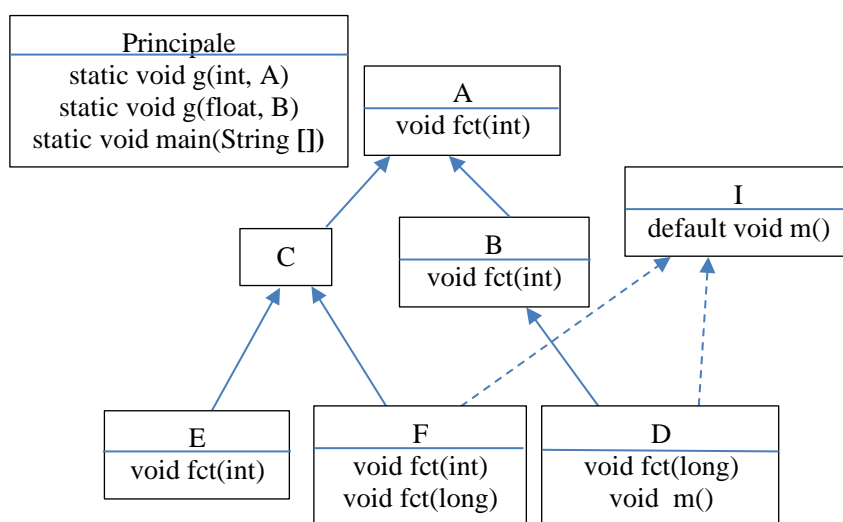 Principale
static void g(int, A)
static void g(float, B)
static void main(String [])
A
void fct(int)
I
default void m()
C
B
void fct(int)
E
void fct(int)
F
void fct(int)
void fct(long)
D
void fct(long)
void m()